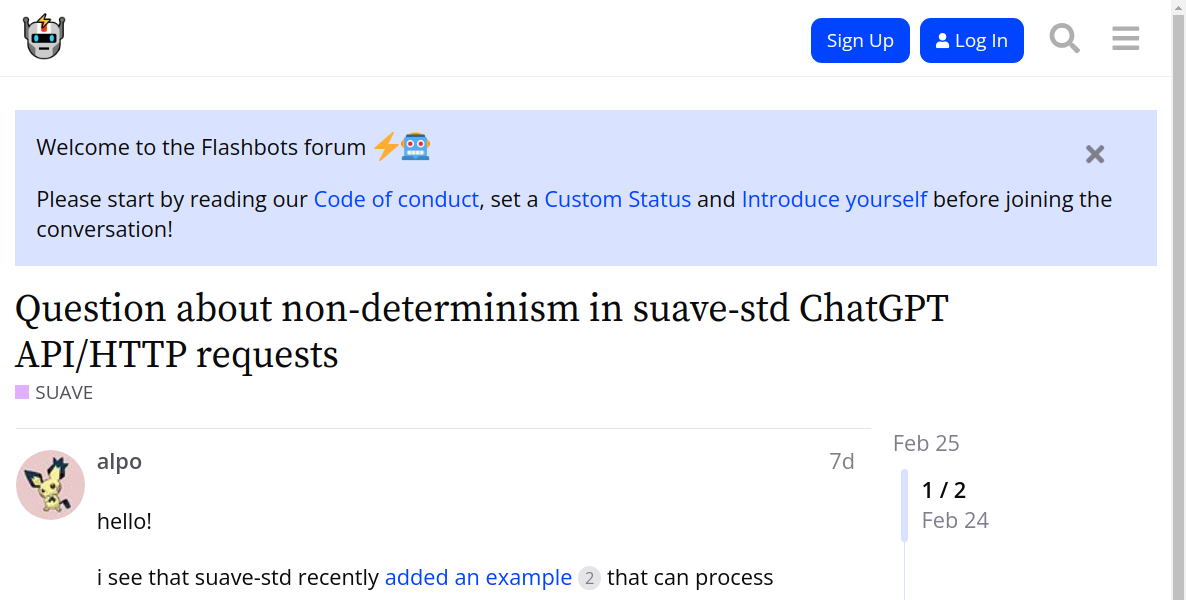 Sign Up
Log In
Welcome to the Flashbots forum
Please start by reading our Code of conduct, set a Custom Status and Introduce yourself before joining the
conversation!
Question about non-determinism in suave-std ChatGPT
API/HTTP requests
SUAVE
alpo
7d
Feb 25
1 / 2
Feb 24
hello!
i see that suave-std recently added an example 2 that can process